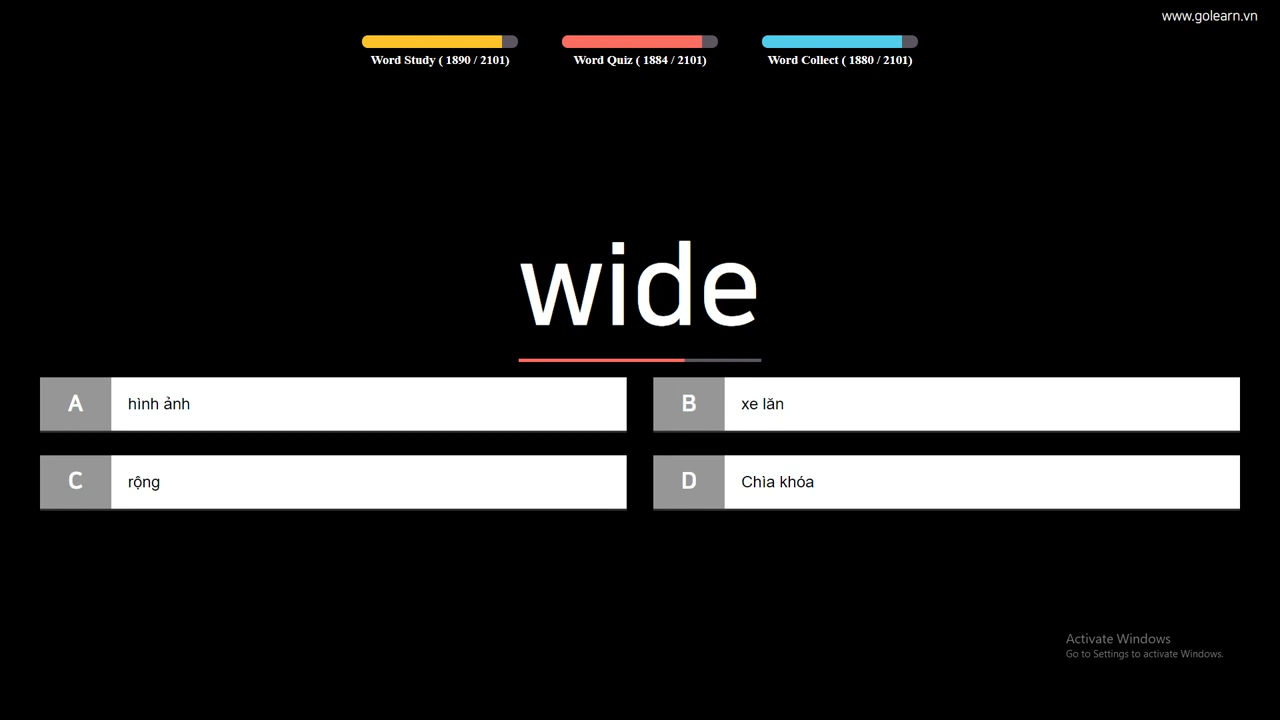 www.golearn.vn
Word Study ( 1890 / 2101)
Word Quiz ( 1884 / 2101)
Word Collect ( 1880 / 2101)
wide
A hình ảnh
B xe lăn
C rộng
D Chìa khóa
Activate Windows
Go to Settings to activate Windows.